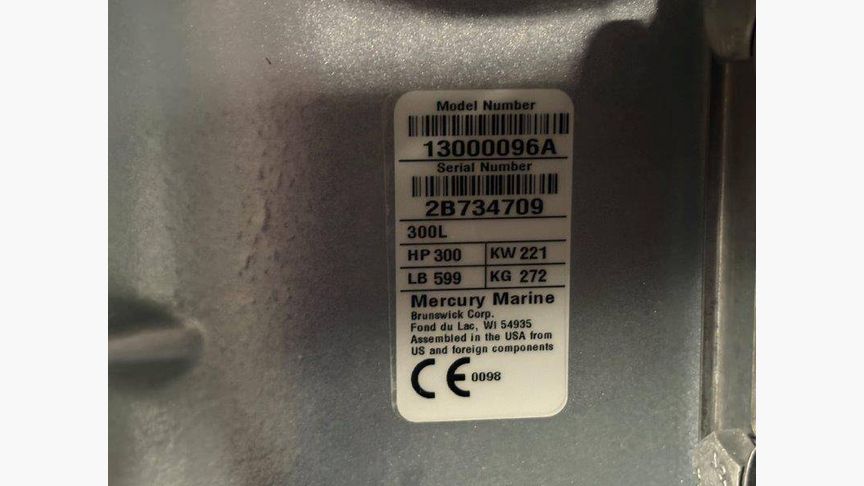 Model Number
13000096A
Serial Number
2B734709
300L
HP 300 KW 221
LB 599 KG 272
Mercury Marine
Brunswick Corp.
Fond du Lac, WI 54935
Assembled in the USA from
US and foreign components
CE 0098